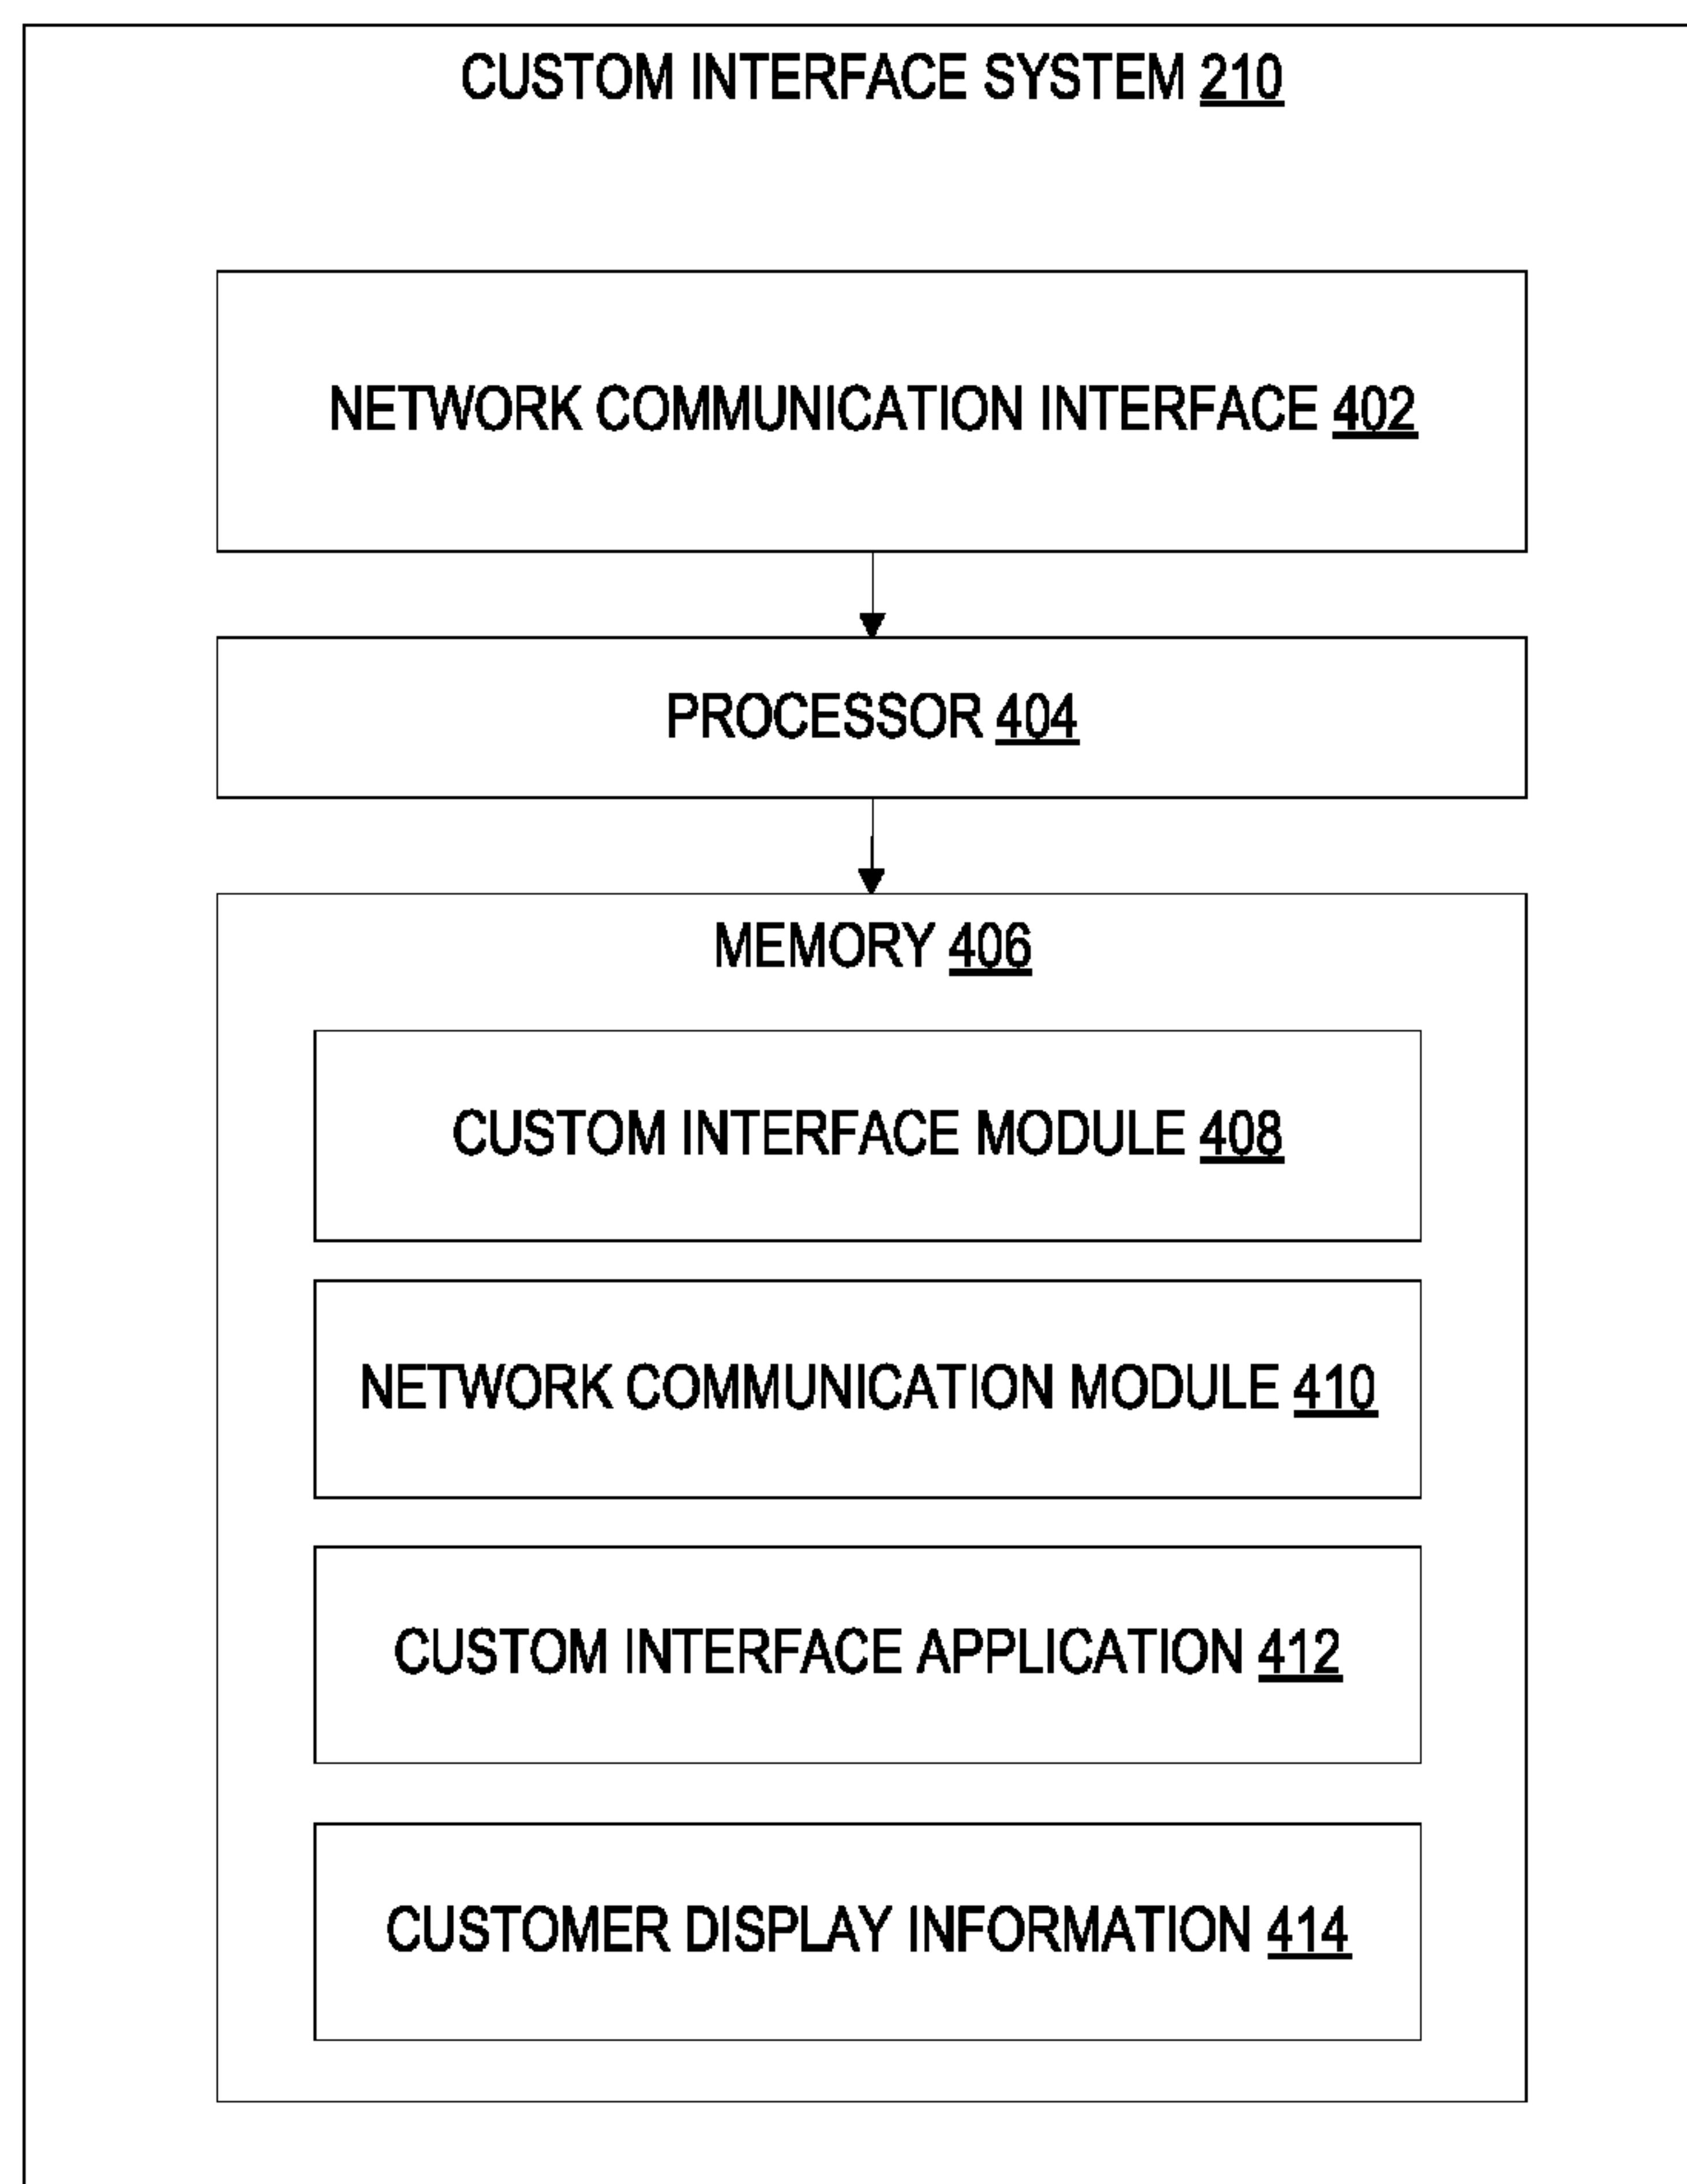 CUSTOM INTERFACE SYSTEM 210
NETWORK COMMUNICATION INTERFACE 402
PROCESSOR 404
MEMORY 406
CUSTOM INTERFACE MODULE 408
NETWORK COMMUNICATION MODULE 410
CUSTOM INTERFACE APPLICATION 412
CUSTOMER DISPLAY INFORMATION 414